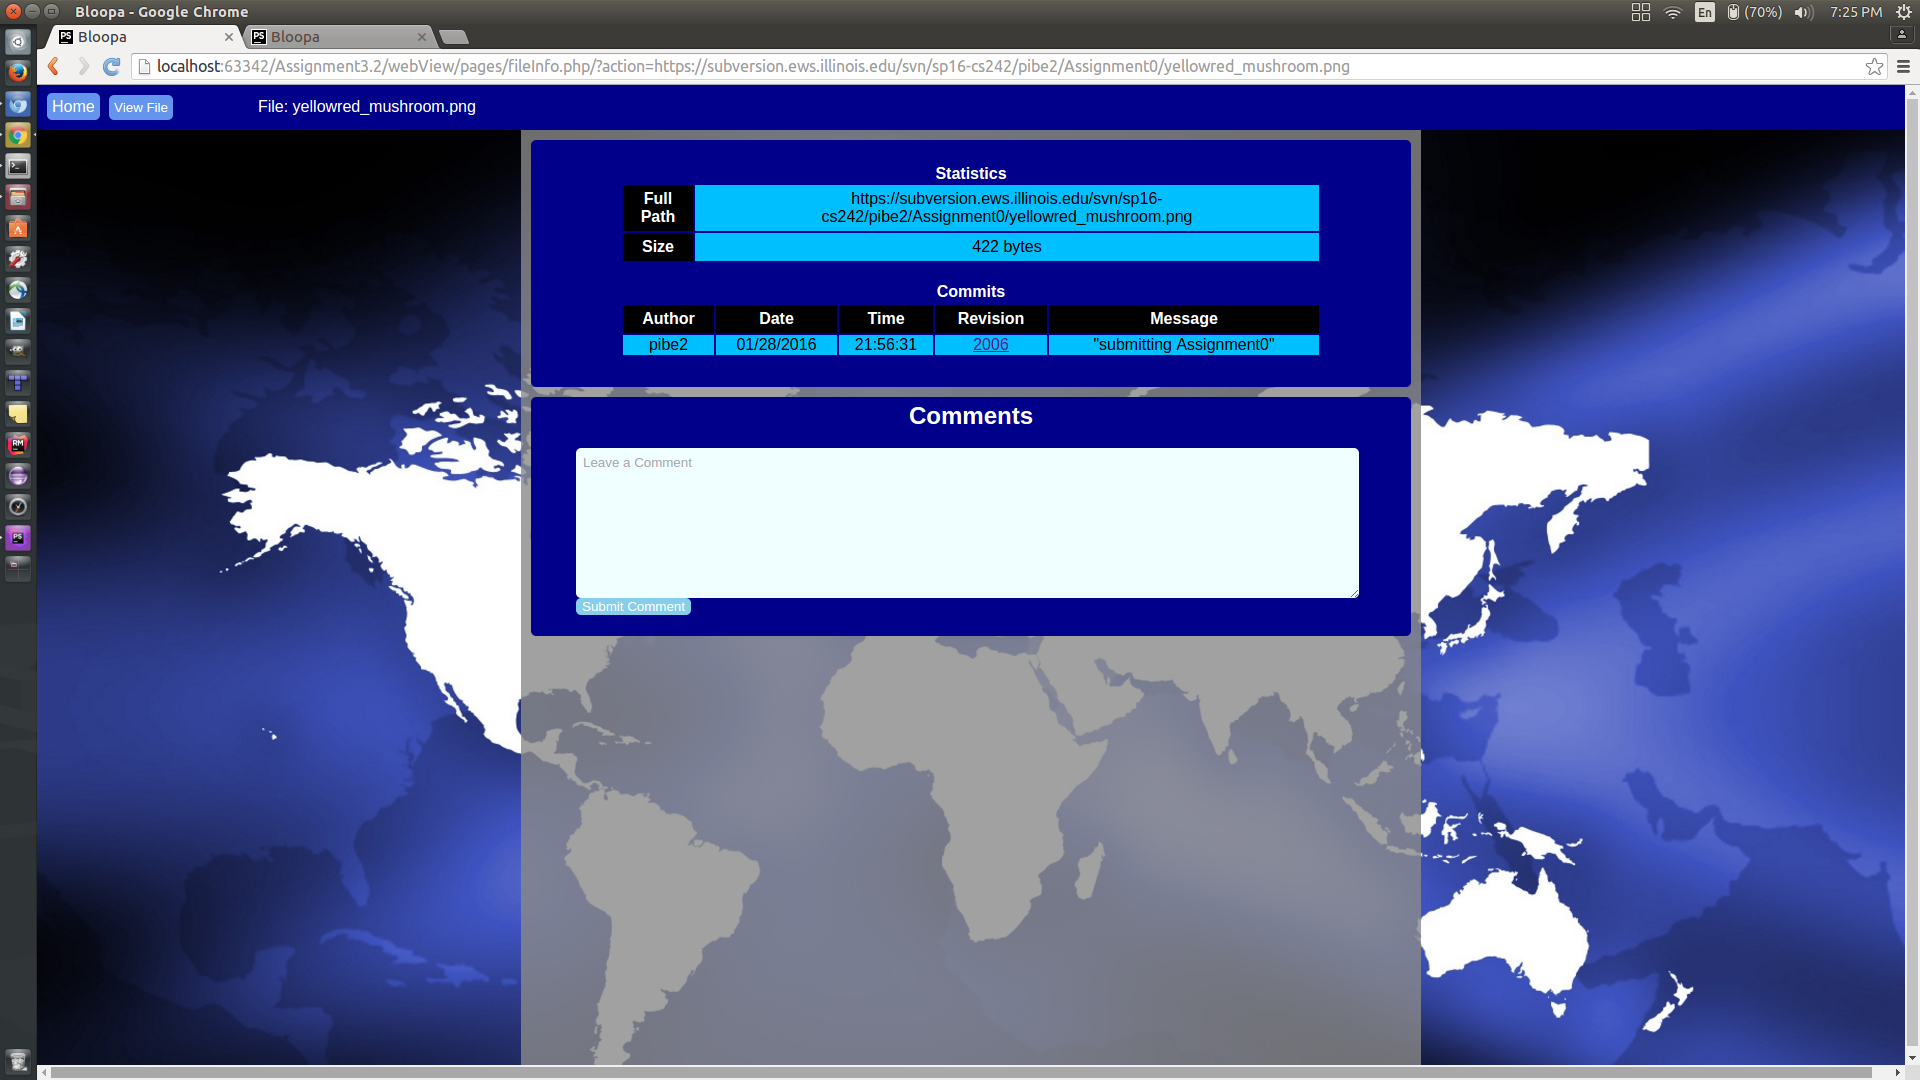 Bloopa - Google Chrome
En
(70%)
7:25 PM
Bloopa
Bloopa
localhost:63342/Assignment3.2/webView/pages/fileInfo.php/?action=https://subversion.ews.illinois.edu/svn/sp16-cs242/pibe2/Assignment0/yellowred_mushroom.png
Home View File File: yellowred_mushroom.png
Statistics
Full Path https://subversion.ews.illinois.edu/svn/sp16-
cs242/pibe2/Assignment0/yellowred_mushroom.png
Size 422 bytes
Commits
Author Date Time Revision Message
pibe2 01/28/2016 21:56:31 2006 "submitting Assignment0"
Comments
Leave a Comment
Submit Comment
PS
PS
RM
PS